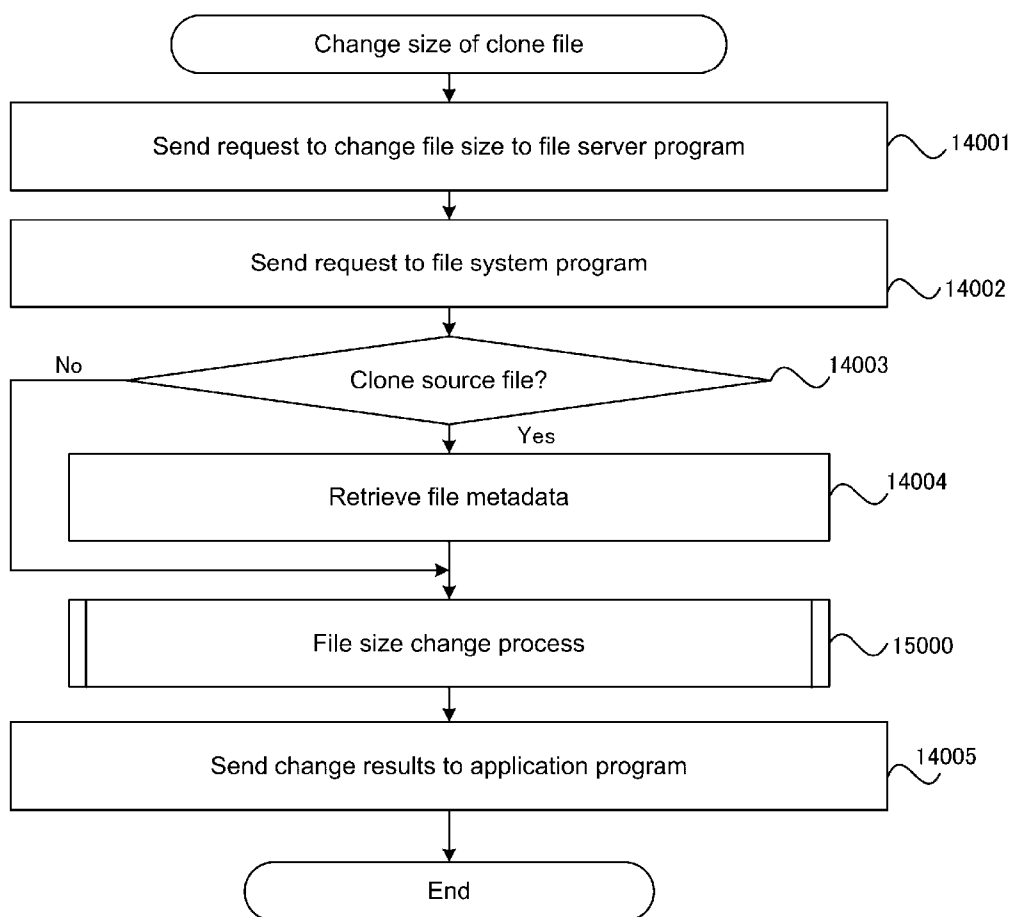 Change size of clone file
Send request to change file size to file server program
14001
Send request to file system program
14002
No
Clone source file?
14003
Yes
Retrieve file metadata
14004
File size change process
15000
Send change results to application program
14005
End